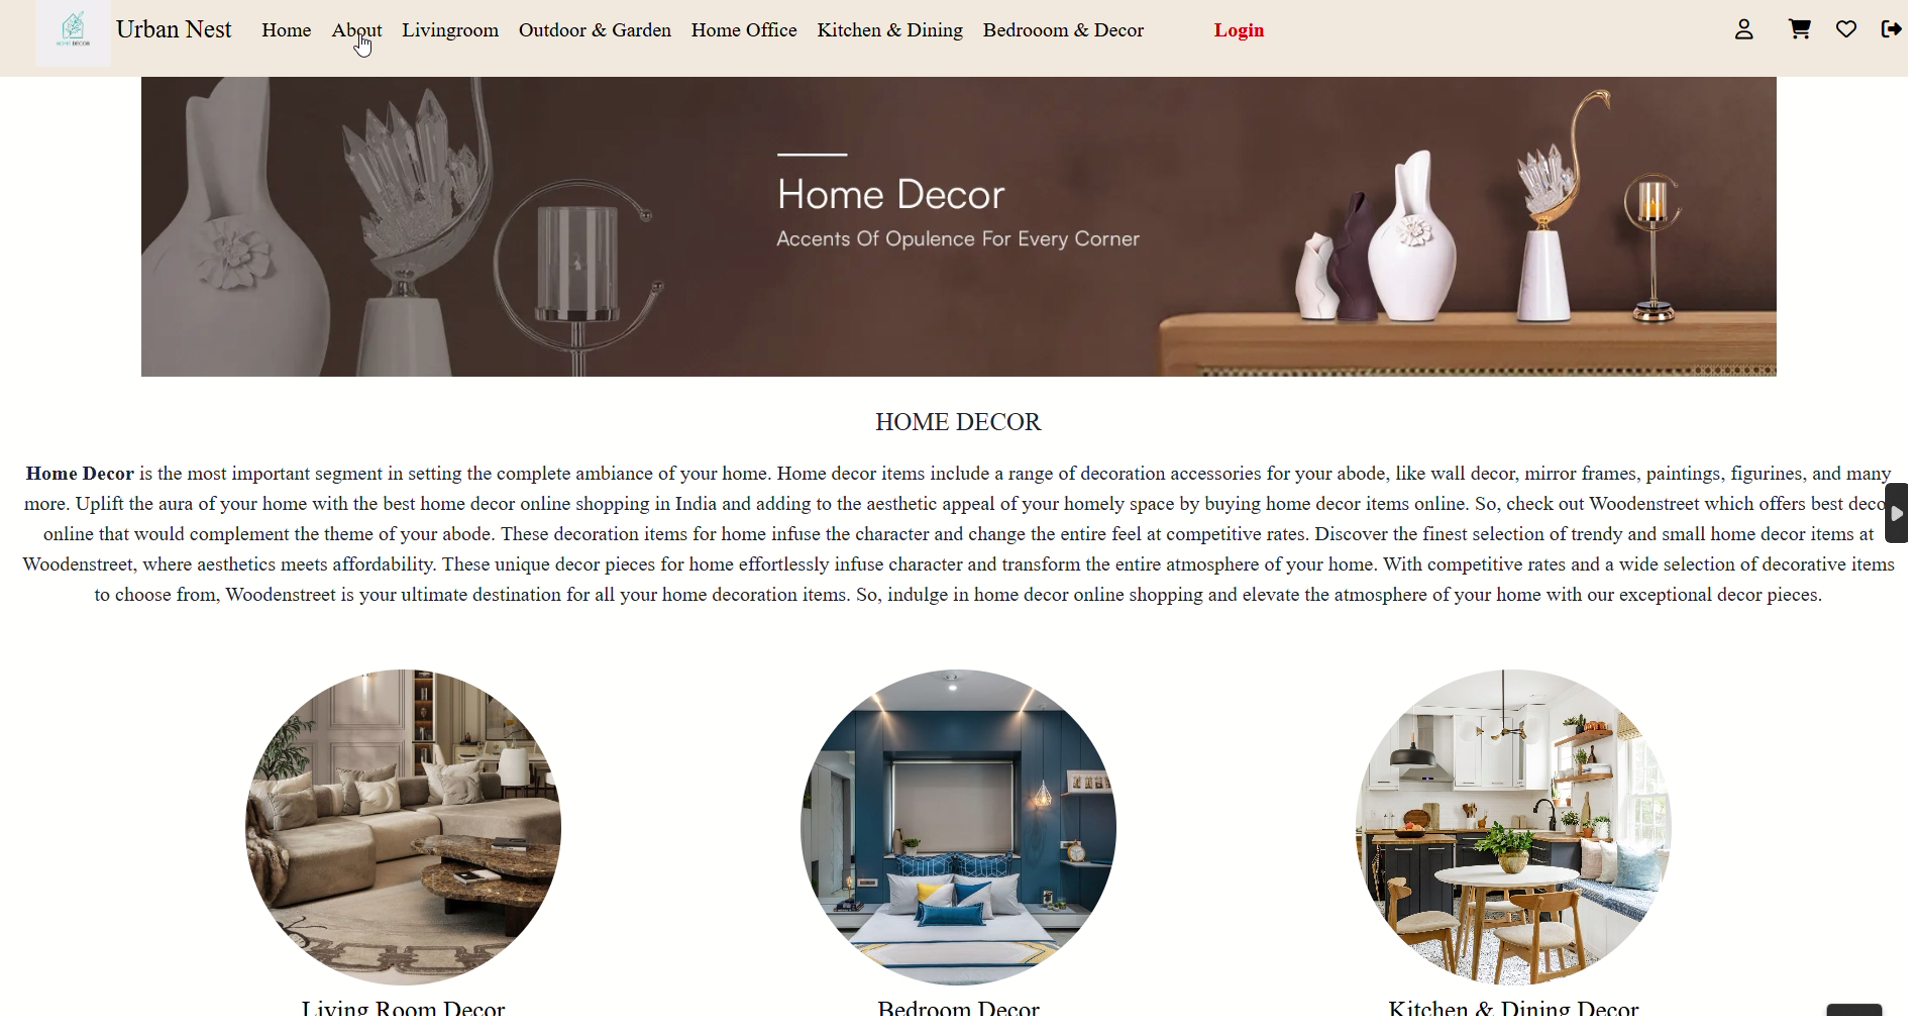 HOME DECOR
Urban Nest
Home
About
Livingroom
Outdoor & Garden
Home Office
Kitchen & Dining
Bedrooom & Decor
Login
Home Decor
Accents Of Opulence For Every Corner
HOME DECOR
Home Decor is the most important segment in setting the complete ambiance of your home. Home decor items include a range of decoration accessories for your abode, like wall decor, mirror frames, paintings, figurines, and many
more. Uplift the aura of your home with the best home decor online shopping in India and adding to the aesthetic appeal of your homely space by buying home decor items online. So, check out Woodenstreet which offers best deco
online that would complement the theme of your abode. These decoration items for home infuse the character and change the entire feel at competitive rates. Discover the finest selection of trendy and small home decor items at
Woodenstreet, where aesthetics meets affordability. These unique decor pieces for home effortlessly infuse character and transform the entire atmosphere of your home. With competitive rates and a wide selection of decorative items
to choose from, Woodenstreet is your ultimate destination for all your home decoration items. So, indulge in home decor online shopping and elevate the atmosphere of your home with our exceptional decor pieces.
Living Room Decor
Bedroom Decor
Kitchen & Dining Decor